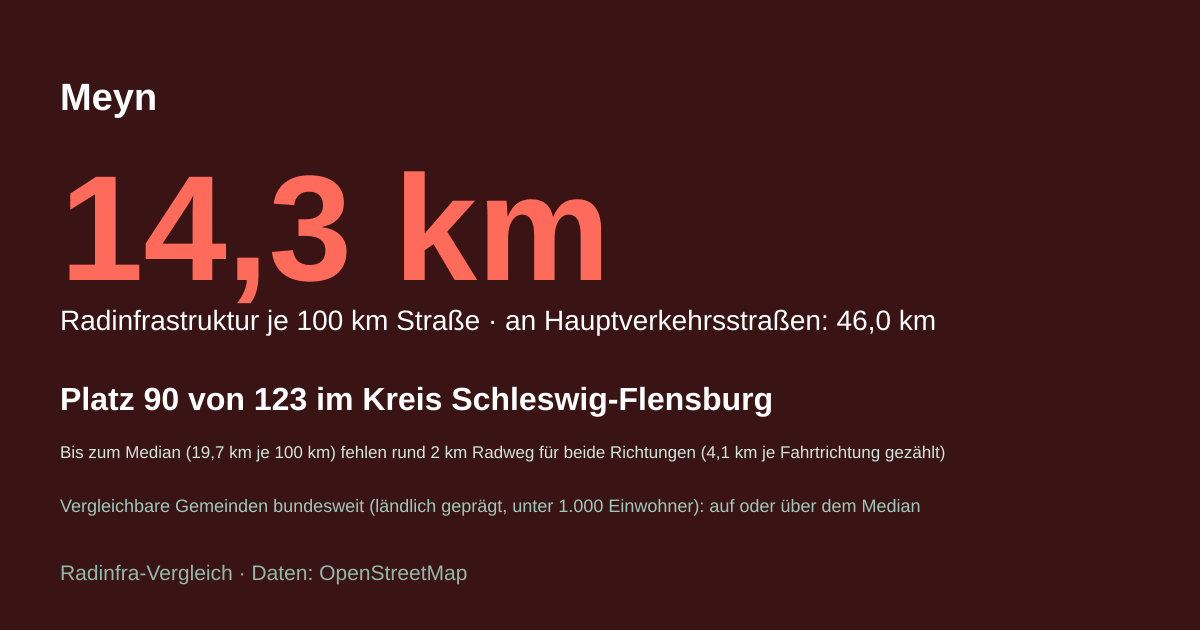 Meyn
14,3 km
Radinfrastruktur je 100 km Straße · an Hauptverkehrsstraßen: 46,0 km
Platz 90 von 123 im Kreis Schleswig-Flensburg
Bis zum Median (19,7 km je 100 km) fehlen rund 2 km Radweg für beide Richtungen (4,1 km je Fahrtrichtung gezählt)
Vergleichbare Gemeinden bundesweit (ländlich geprägt, unter 1.000 Einwohner): auf oder über dem Median
Radinfra-Vergleich · Daten: OpenStreetMap